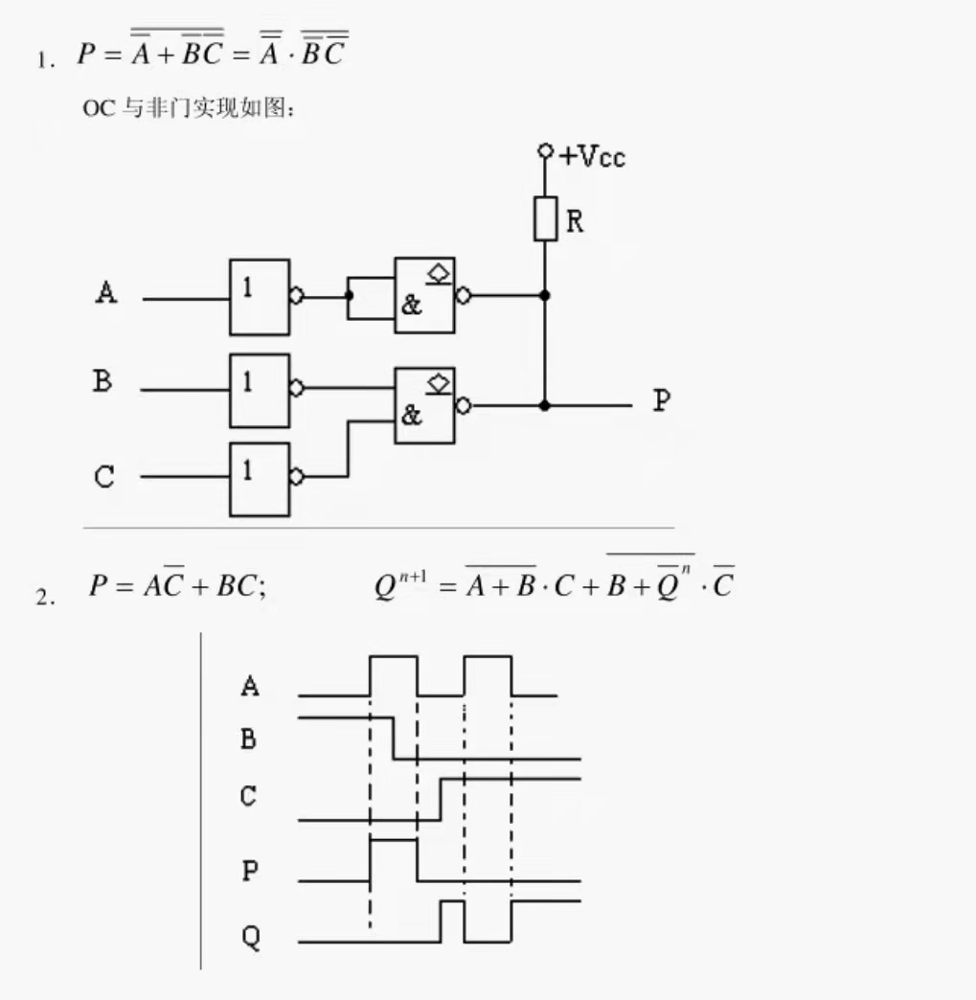 1. $P = \overline{\overline{\overline{A} + \overline{B}\,\overline{C}}} = \overline{\overline{A}} \cdot \overline{\overline{B}\,\overline{C}}$
OC 与非门实现如图：
+Vcc
R
A 1 &
B 1 & P
C 1
2. $P = A\overline{C} + BC;$ $Q^{n+1} = \overline{A + B} \cdot C + \overline{B + \overline{Q}^{n}} \cdot \overline{C}$
A
B
C
P
Q